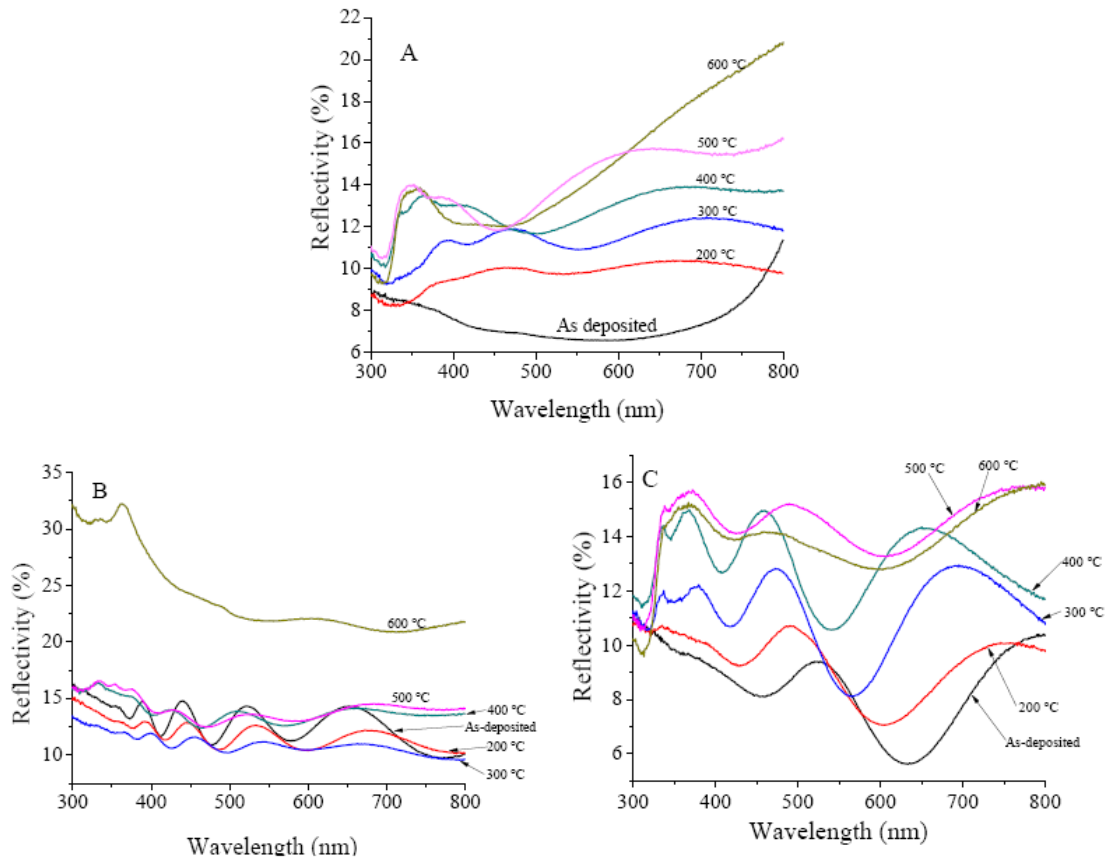 A
22
20
18
16
14
12
10
8
6
Reflectivity (%)
600 °C
500 °C
400 °C
300 °C
200 °C
As deposited
300 400 500 600 700 800
Wavelength (nm)
B
35
30
25
20
15
10
Reflectivity (%)
600 °C
500 °C
400 °C
As-deposited
200 °C
300 °C
300 400 500 600 700 800
Wavelength (nm)
C
16
14
12
10
8
6
Reflectivity (%)
500 °C
600 °C
400 °C
300 °C
200 °C
As-deposited
300 400 500 600 700 800
Wavelength (nm)